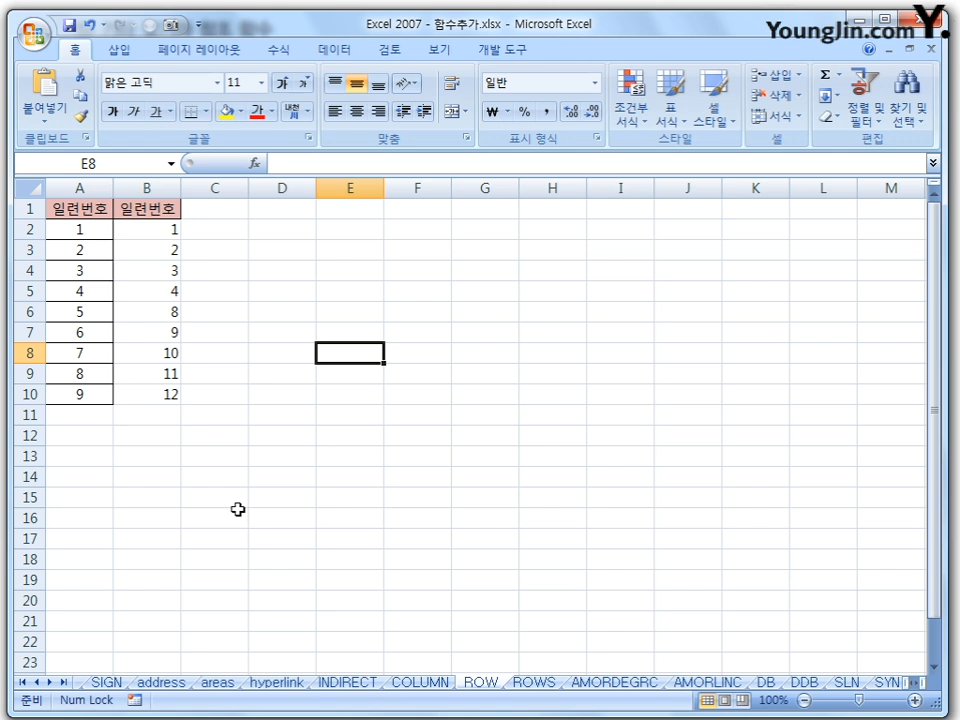 Excel 2007 - 함수추가.xlsx - Microsoft Excel
YoungJin.com Y.
홈 삽입 페이지 레이아웃 수식 데이터 검토 보기 개발 도구
붙여넣기
클립보드
맑은 고딕 11
가 가 가 가
글꼴
맞춤
일반
₩ % ,
표시 형식
조건부 서식
표 서식
셀 스타일
스타일
삽입
삭제
서식
셀
Σ
정렬 및 필터
찾기 및 선택
편집
E8 fx
A B C D E F G H I J K L M
1 일련번호 일련번호
2 1 1
3 2 2
4 3 3
5 4 4
6 5 8
7 6 9
8 7 10
9 8 11
10 9 12
11
12
13
14
15
16
17
18
19
20
21
22
23
SIGN address areas hyperlink INDIRECT COLUMN ROW ROWS AMORDEGRC AMORLINC DB DDB SLN SYN
준비 Num Lock 100%